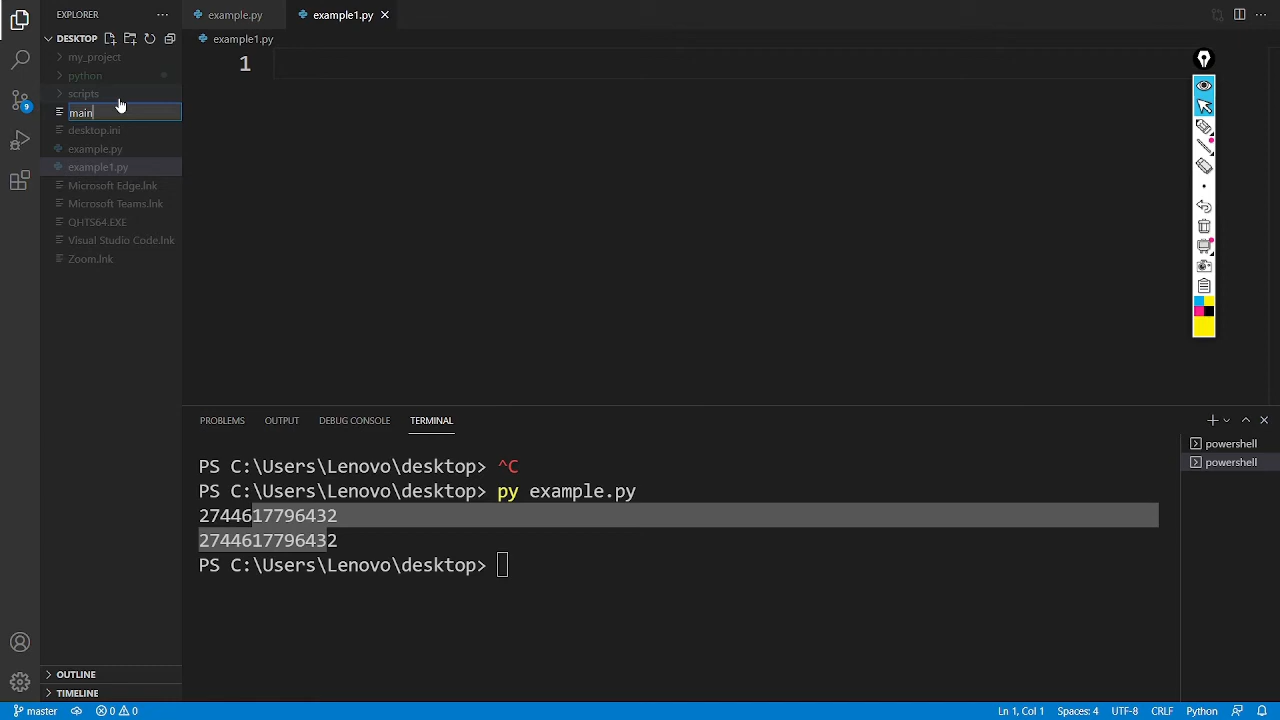 EXPLORER
DESKTOP
my_project
python
scripts
main
desktop.ini
example.py
example1.py
Microsoft Edge.lnk
Microsoft Teams.lnk
QHTS64.EXE
Visual Studio Code.lnk
Zoom.lnk
OUTLINE
TIMELINE
9
example.py
example1.py
example1.py
1
PROBLEMS OUTPUT DEBUG CONSOLE TERMINAL
PS C:\Users\Lenovo\desktop> ^C
PS C:\Users\Lenovo\desktop> py example.py
2744617796432
2744617796432
PS C:\Users\Lenovo\desktop>
powershell
powershell
master 0 0 Ln 1, Col 1 Spaces: 4 UTF-8 CRLF Python